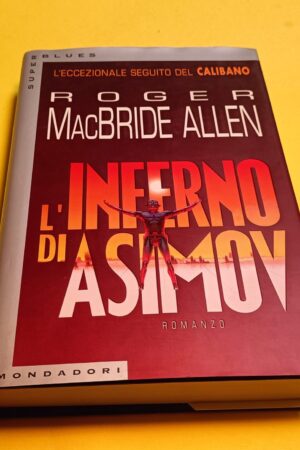 SUPER BLUES
L'ECCEZIONALE SEGUITO DEL CALIBANO
ROGER
MACBRIDE ALLEN
L'INFERNO
DI ASIMOV
ROMANZO
MONDADORI